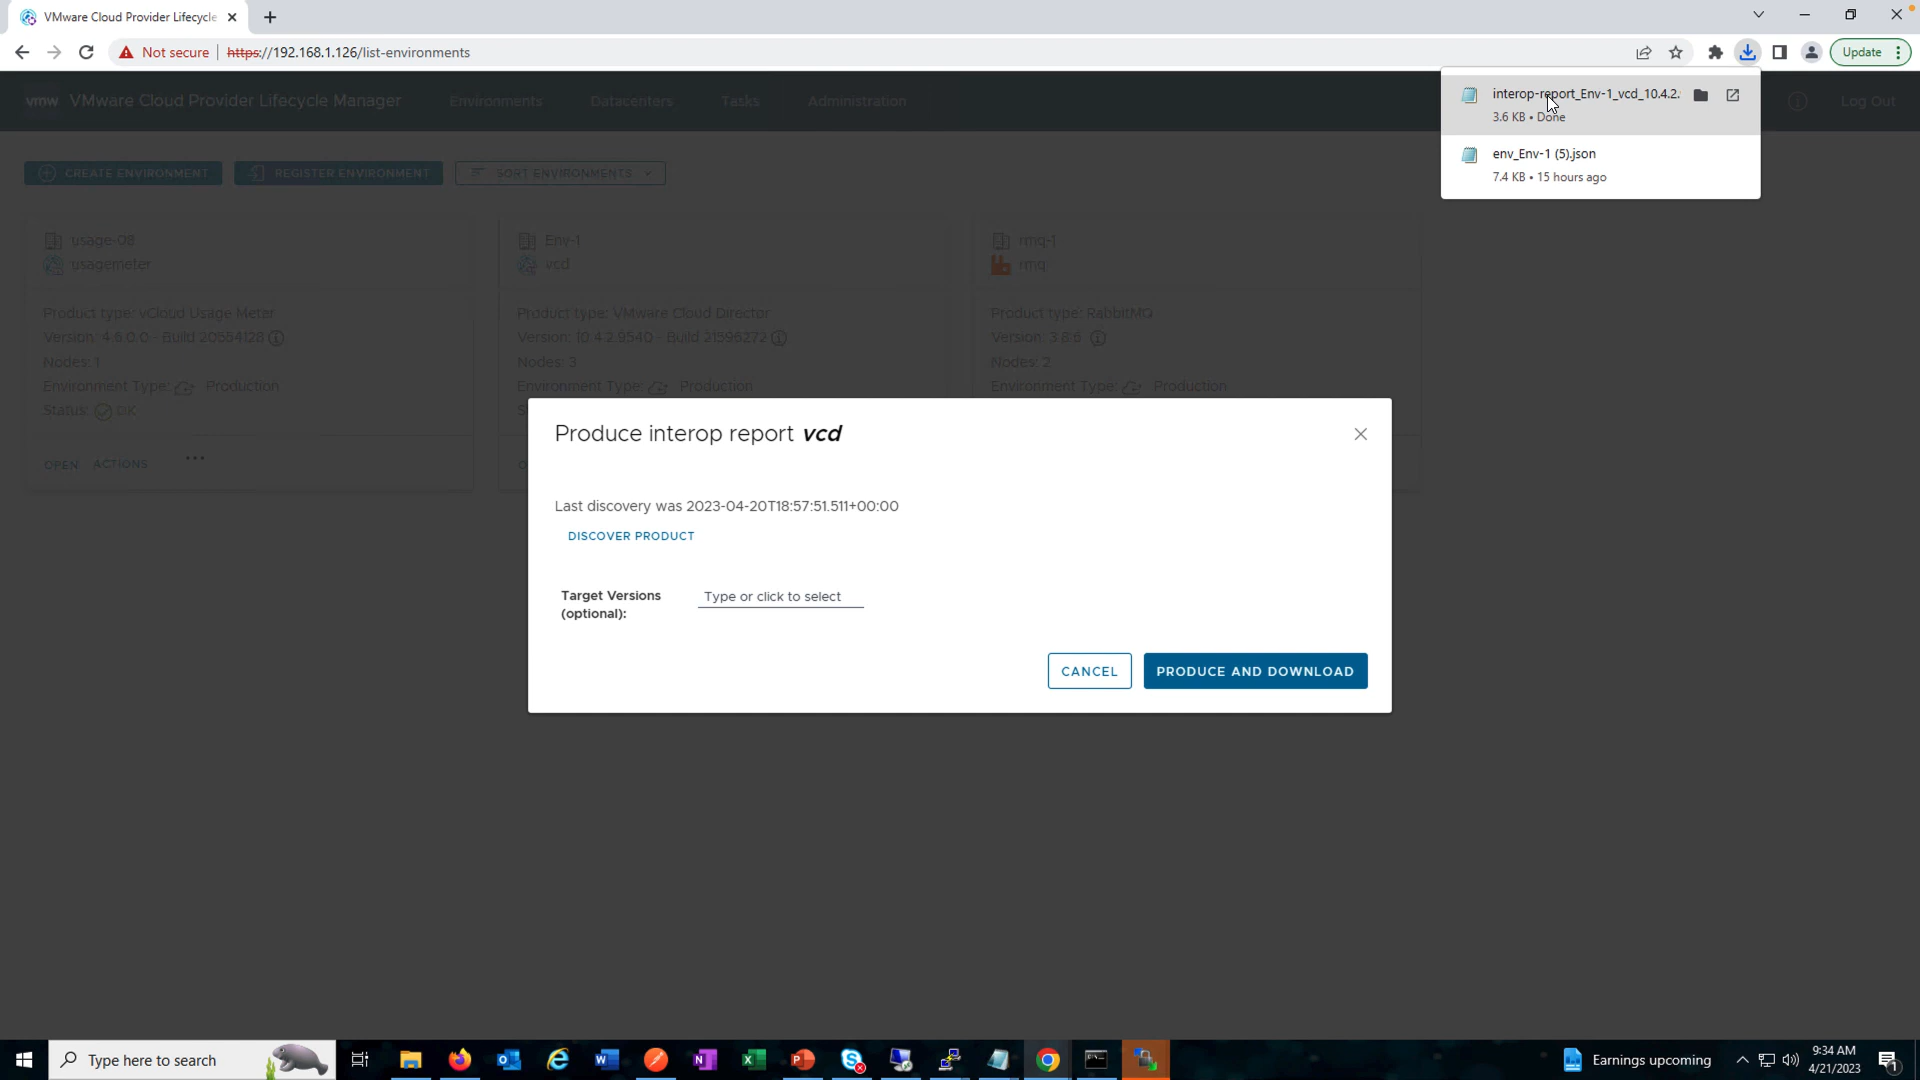 VMware Cloud Provider Lifecycle
Not secure
https://192.168.1.126/list-environments
Update
vmw VMware Cloud Provider Lifecycle Manager
Environments
Datacenters
Tasks
Administration
Log Out
interop-report_Env-1_vcd_10.4.2.
3.6 KB • Done
env_Env-1 (5).json
7.4 KB • 15 hours ago
CREATE ENVIRONMENT
REGISTER ENVIRONMENT
SORT ENVIRONMENTS
usage-08
usagemeter
Product type: vCloud Usage Meter
Version: 4.6.0.0. - Build 20554128
Nodes: 1
Environment Type: Production
Status: OK
OPEN
ACTIONS
...
Env-1
vcd
Product type: VMware Cloud Director
Version: 10.4.2.9540 - Build 21596272
Nodes: 3
Environment Type: Production
rmq-1
rmq
Product type: RabbitMQ
Version: 3.8.6
Nodes: 2
Environment Type: Production
Produce interop report vcd
Last discovery was 2023-04-20T18:57:51.511+00:00
DISCOVER PRODUCT
Target Versions
(optional):
Type or click to select
CANCEL
PRODUCE AND DOWNLOAD
Type here to search
Earnings upcoming
9:34 AM
4/21/2023
1